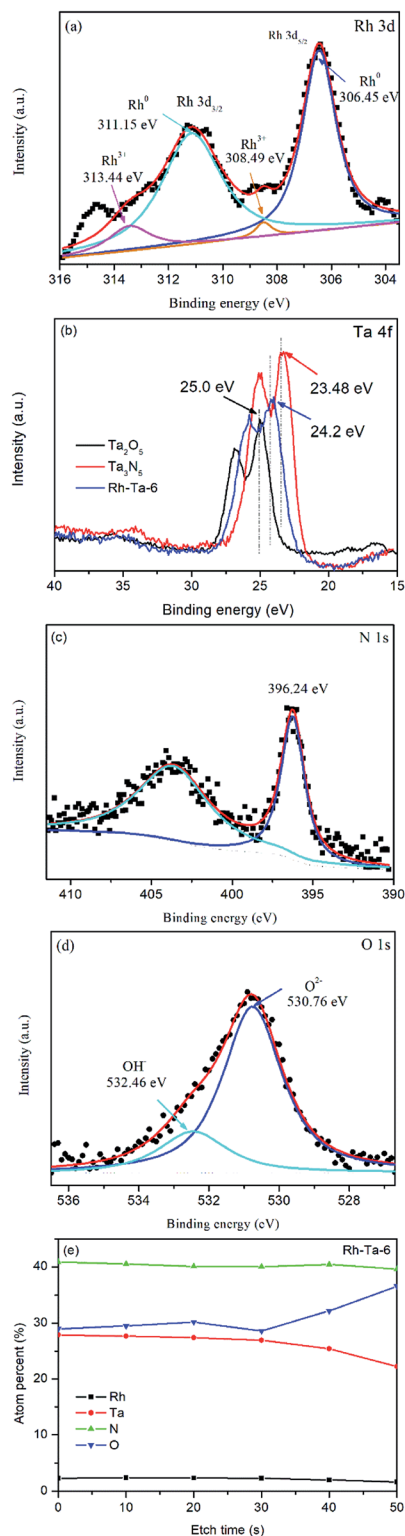 (a)
Rh 3d
Rh 3d5/2
Rh0
306.45 eV
Rh0
311.15 eV
Rh 3d3/2
Rh3+
308.49 eV
Rh3+
313.44 eV
Intensity (a.u.)
316 314 312 310 308 306 304
Binding energy (eV)
(b)
Ta 4f
25.0 eV
23.48 eV
24.2 eV
Ta2O5
Ta3N5
Rh-Ta-6
Intensity (a.u.)
40 35 30 25 20 15
Binding energy (eV)
(c)
N 1s
396.24 eV
Intensity (a.u.)
410 405 400 395 390
Binding energy (eV)
(d)
O 1s
O2-
530.76 eV
OH-
532.46 eV
Intensity (a.u.)
536 534 532 530 528
Binding energy (eV)
(e)
Rh-Ta-6
40
30
20
10
0
Atom percent (%)
Rh
Ta
N
O
0 10 20 30 40 50
Etch time (s)